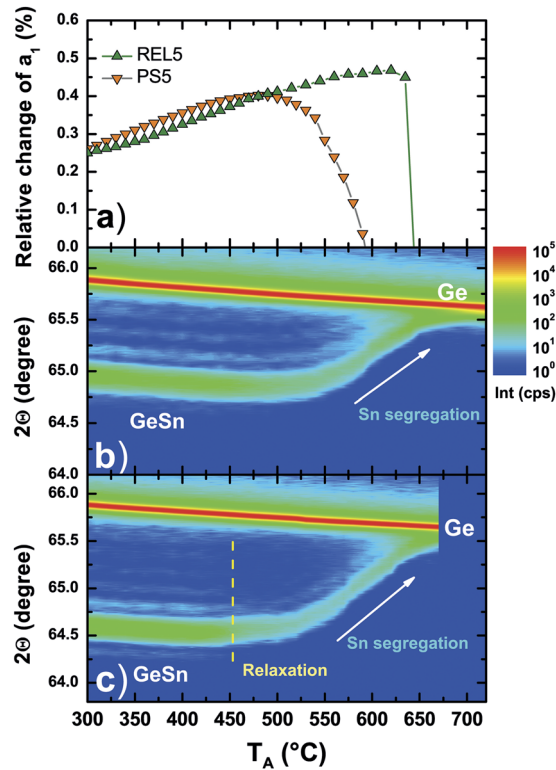 Relative change of a1 (%)
0.6
0.5
0.4
0.3
0.2
0.1
0.0
REL5
PS5
a)
2Θ (degree)
66.0
65.5
65.0
64.5
64.0
Ge
GeSn
Sn segregation
b)
10^5
10^4
10^3
10^2
10^1
10^0
Int (cps)
2Θ (degree)
66.0
65.5
65.0
64.5
64.0
Ge
Sn segregation
Relaxation
GeSn
c)
300 350 400 450 500 550 600 650 700
T_A (°C)